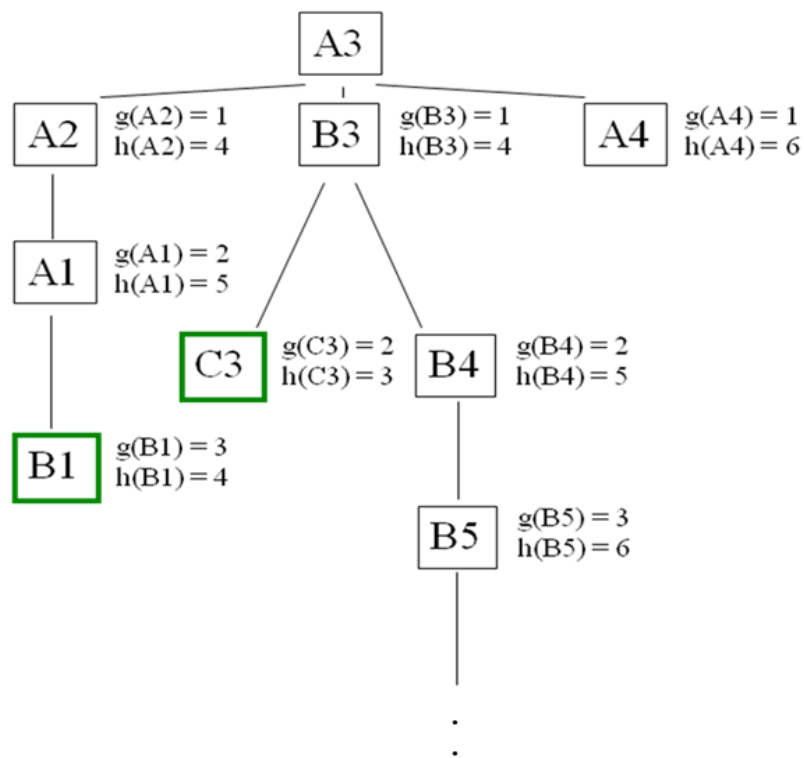 A3
A2
g(A2) = 1
h(A2) = 4
B3
g(B3) = 1
h(B3) = 4
A4
g(A4) = 1
h(A4) = 6
A1
g(A1) = 2
h(A1) = 5
C3
g(C3) = 2
h(C3) = 3
B4
g(B4) = 2
h(B4) = 5
B1
g(B1) = 3
h(B1) = 4
B5
g(B5) = 3
h(B5) = 6
.
.